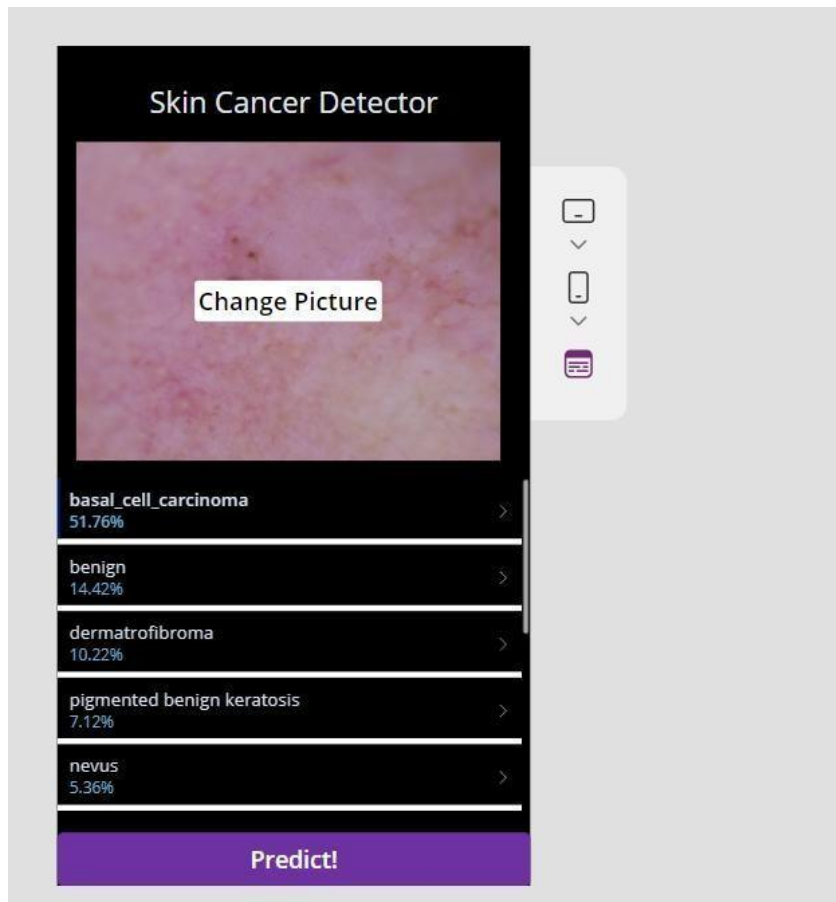 Skin Cancer Detector
Change Picture
basal_cell_carcinoma
51.76%
benign
14.42%
dermatrofibroma
10.22%
pigmented benign keratosis
7.12%
nevus
5.36%
Predict!